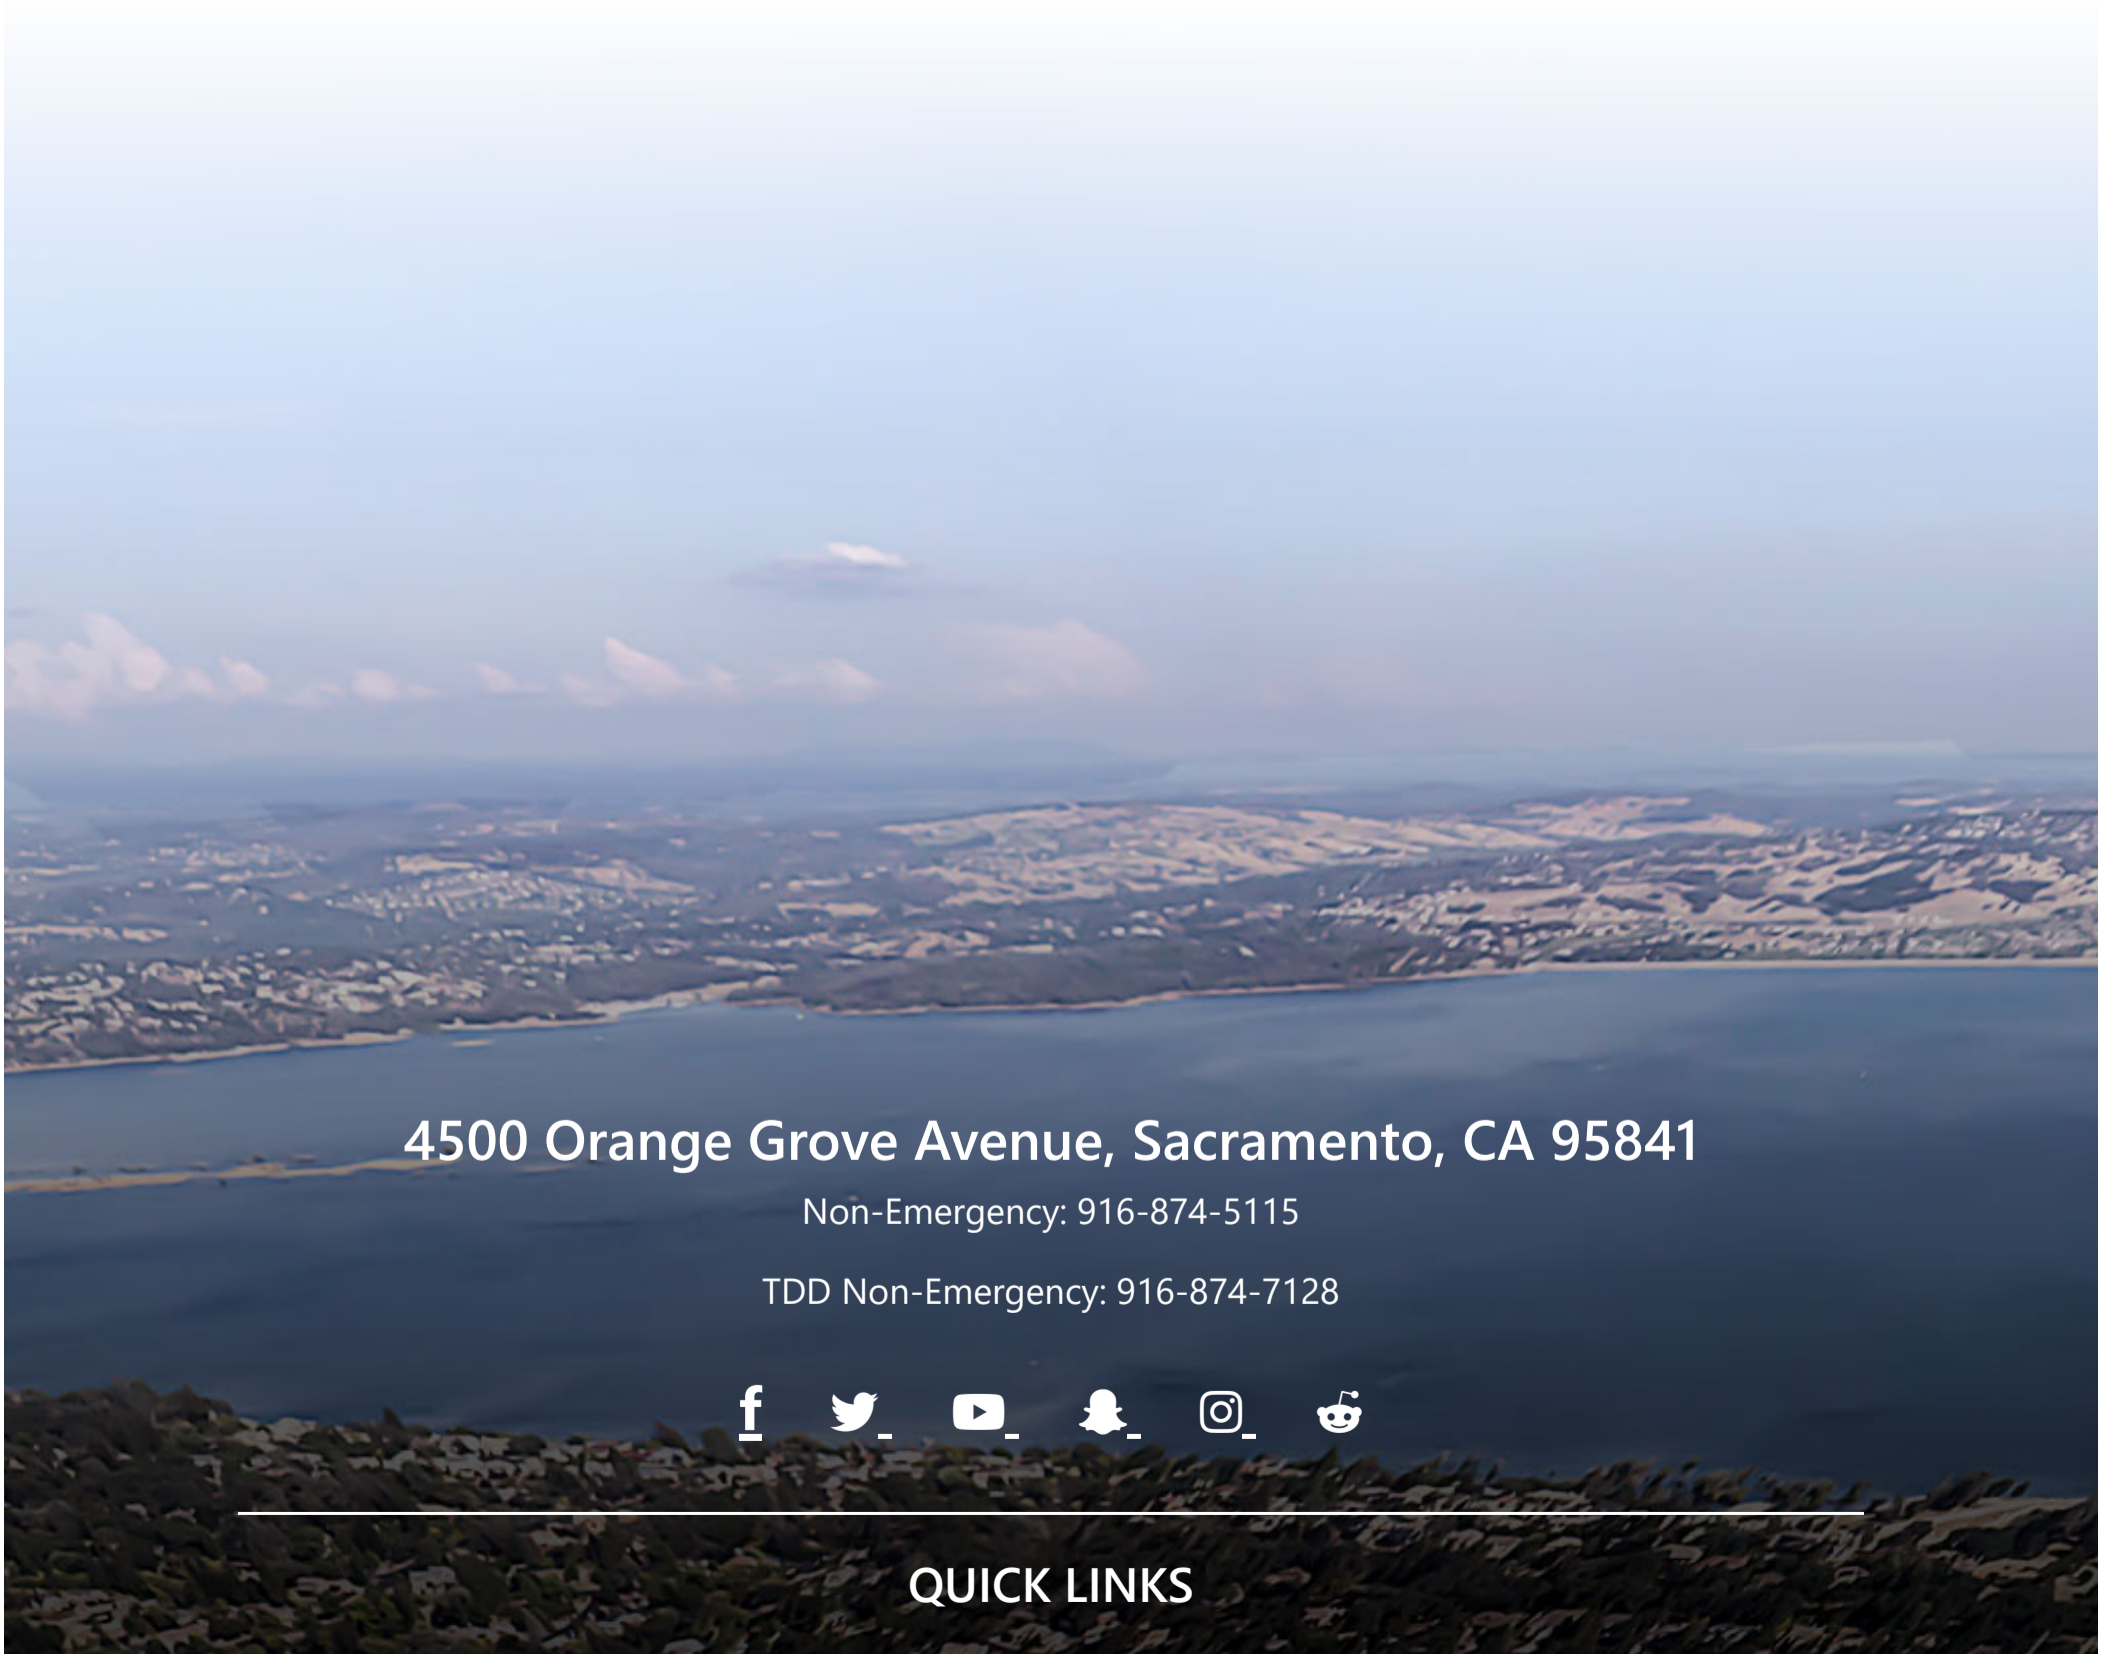 4500 Orange Grove Avenue, Sacramento, CA 95841
Non-Emergency: 916-874-5115
TDD Non-Emergency: 916-874-7128
QUICK LINKS